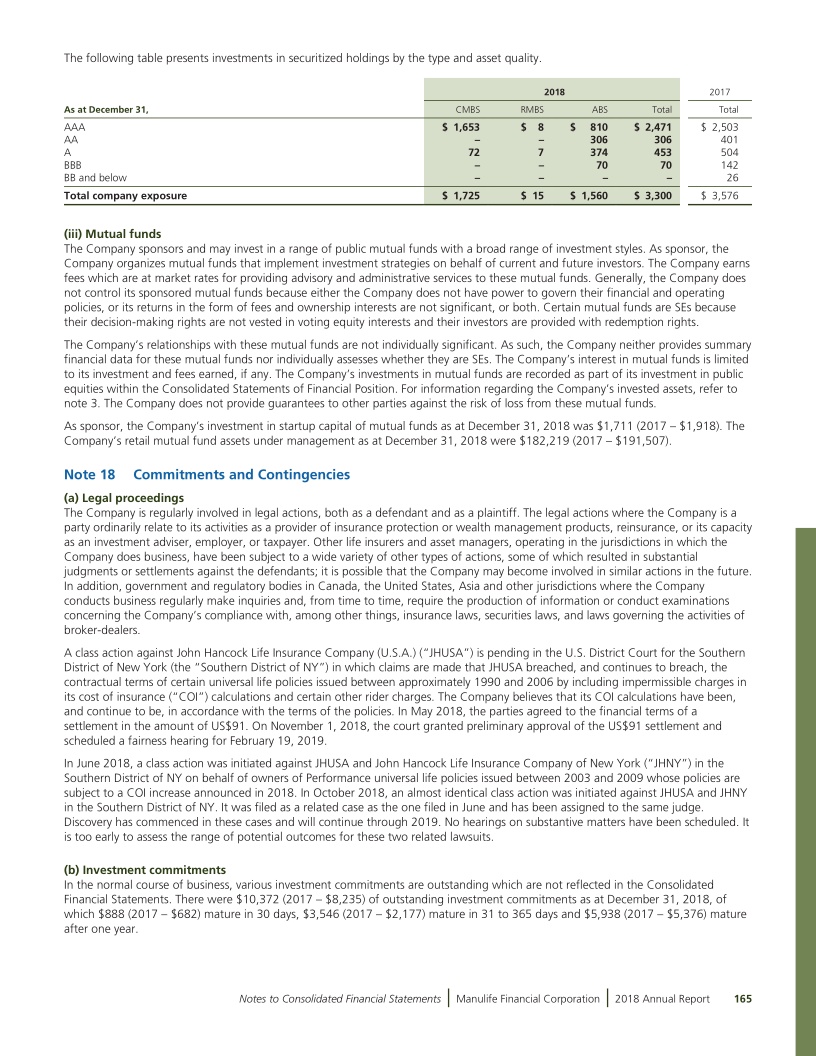 The following table presents investments in securitized holdings by the type and asset quality.
2018 2017
As at December 31, CMBS RMBS ABS Total Total
AAA $ 1,653 $ 8 $ 810 $ 2,471 $ 2,503
AA – – 306 306 401
A 72 7 374 453 504
BBB – – 70 70 142
BB and below – – – – 26
Total company exposure $ 1,725 $ 15 $ 1,560 $ 3,300 $ 3,576
(iii) Mutual funds
The Company sponsors and may invest in a range of public mutual funds with a broad range of investment styles. As sponsor, the
Company organizes mutual funds that implement investment strategies on behalf of current and future investors. The Company earns
fees which are at market rates for providing advisory and administrative services to these mutual funds. Generally, the Company does
not control its sponsored mutual funds because either the Company does not have power to govern their financial and operating
policies, or its returns in the form of fees and ownership interests are not significant, or both. Certain mutual funds are SEs because
their decision-making rights are not vested in voting equity interests and their investors are provided with redemption rights.
The Company's relationships with these mutual funds are not individually significant. As such, the Company neither provides summary
financial data for these mutual funds nor individually assesses whether they are SEs. The Company's interest in mutual funds is limited
to its investment and fees earned, if any. The Company's investments in mutual funds are recorded as part of its investment in public
equities within the Consolidated Statements of Financial Position. For information regarding the Company's invested assets, refer to
note 3. The Company does not provide guarantees to other parties against the risk of loss from these mutual funds.
As sponsor, the Company's investment in startup capital of mutual funds as at December 31, 2018 was $1,711 (2017 – $1,918). The
Company's retail mutual fund assets under management as at December 31, 2018 were $182,219 (2017 – $191,507).
Note 18 Commitments and Contingencies
(a) Legal proceedings
The Company is regularly involved in legal actions, both as a defendant and as a plaintiff. The legal actions where the Company is a
party ordinarily relate to its activities as a provider of insurance protection or wealth management products, reinsurance, or its capacity
as an investment adviser, employer, or taxpayer. Other life insurers and asset managers, operating in the jurisdictions in which the
Company does business, have been subject to a wide variety of other types of actions, some of which resulted in substantial
judgments or settlements against the defendants; it is possible that the Company may become involved in similar actions in the future.
In addition, government and regulatory bodies in Canada, the United States, Asia and other jurisdictions where the Company
conducts business regularly make inquiries and, from time to time, require the production of information or conduct examinations
concerning the Company's compliance with, among other things, insurance laws, securities laws, and laws governing the activities of
broker-dealers.
A class action against John Hancock Life Insurance Company (U.S.A.) ("JHUSA") is pending in the U.S. District Court for the Southern
District of New York (the "Southern District of NY") in which claims are made that JHUSA breached, and continues to breach, the
contractual terms of certain universal life policies issued between approximately 1990 and 2006 by including impermissible charges in
its cost of insurance ("COI") calculations and certain other rider charges. The Company believes that its COI calculations have been,
and continue to be, in accordance with the terms of the policies. In May 2018, the parties agreed to the financial terms of a
settlement in the amount of US$91. On November 1, 2018, the court granted preliminary approval of the US$91 settlement and
scheduled a fairness hearing for February 19, 2019.
In June 2018, a class action was initiated against JHUSA and John Hancock Life Insurance Company of New York ("JHNY") in the
Southern District of NY on behalf of owners of Performance universal life policies issued between 2003 and 2009 whose policies are
subject to a COI increase announced in 2018. In October 2018, an almost identical class action was initiated against JHUSA and JHNY
in the Southern District of NY. It was filed as a related case as the one filed in June and has been assigned to the same judge.
Discovery has commenced in these cases and will continue through 2019. No hearings on substantive matters have been scheduled. It
is too early to assess the range of potential outcomes for these two related lawsuits.
(b) Investment commitments
In the normal course of business, various investment commitments are outstanding which are not reflected in the Consolidated
Financial Statements. There were $10,372 (2017 – $8,235) of outstanding investment commitments as at December 31, 2018, of
which $888 (2017 – $682) mature in 30 days, $3,546 (2017 – $2,177) mature in 31 to 365 days and $5,938 (2017 – $5,376) mature
after one year.
Notes to Consolidated Financial Statements | Manulife Financial Corporation | 2018 Annual Report 165